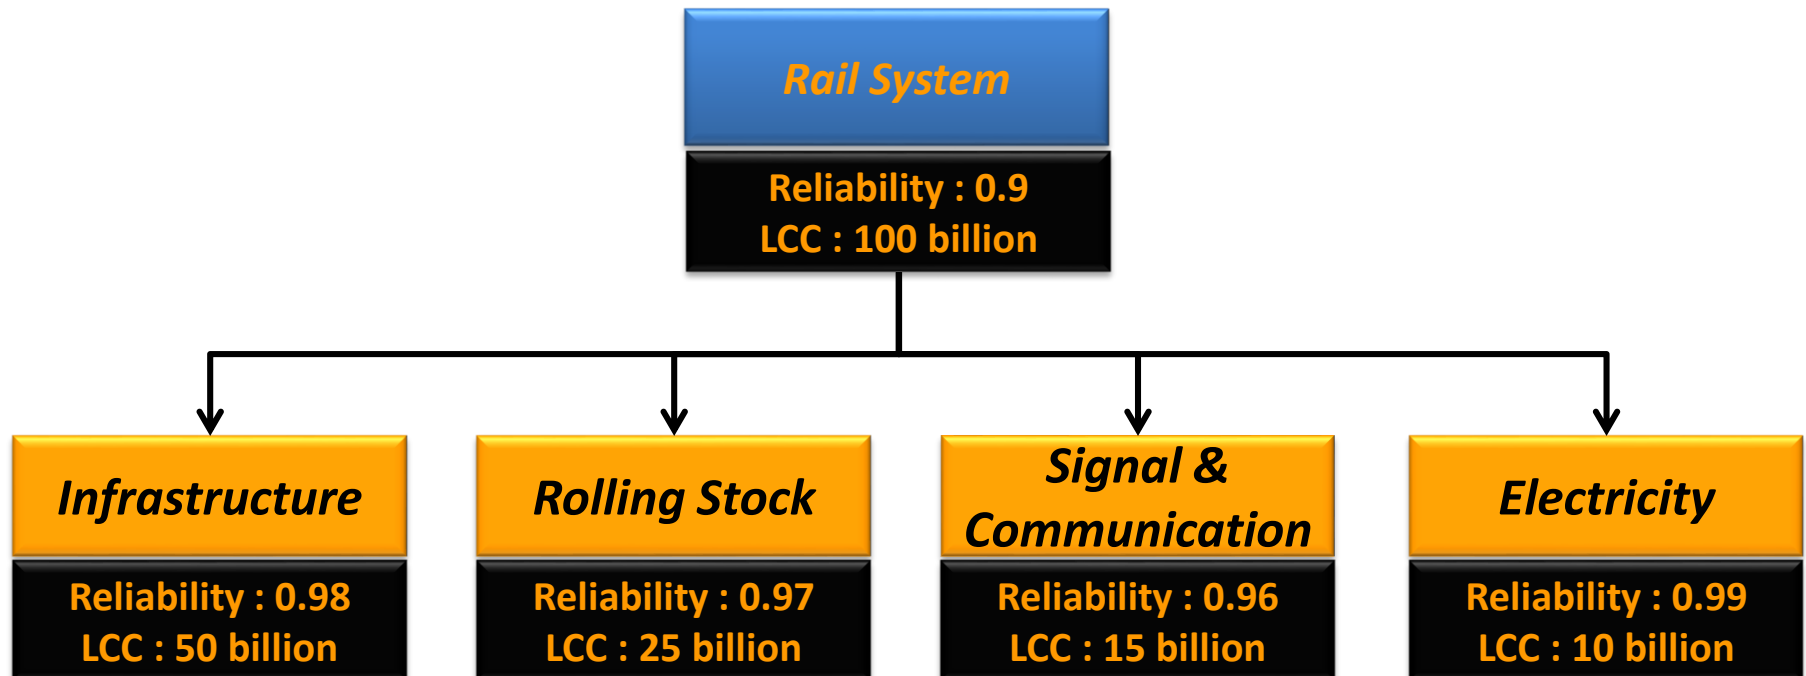 Rail System
Reliability : 0.9
LCC : 100 billion
Infrastructure
Reliability : 0.98
LCC : 50 billion
Rolling Stock
Reliability : 0.97
LCC : 25 billion
Signal &
Communication
Reliability : 0.96
LCC : 15 billion
Electricity
Reliability : 0.99
LCC : 10 billion